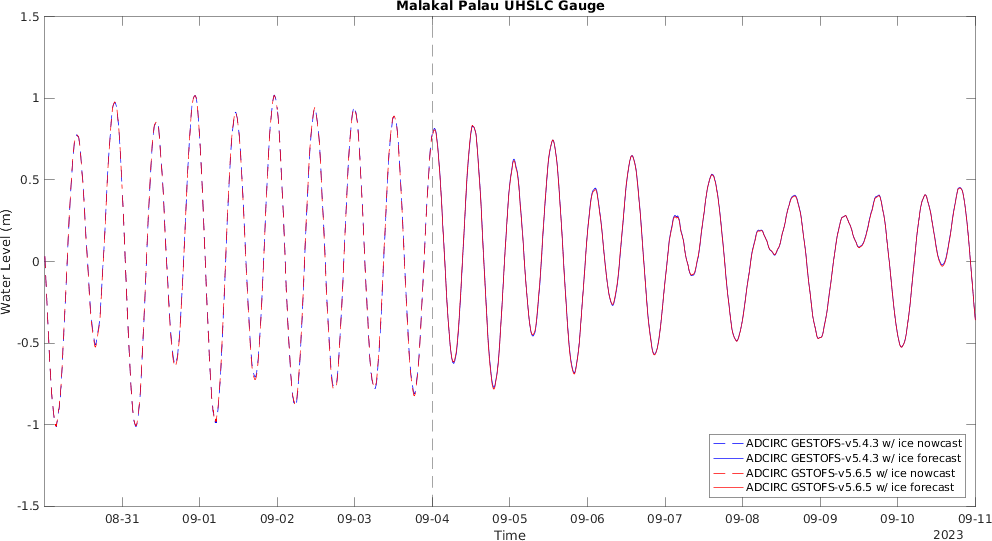 Malakal Palau UHSLC Gauge
1.5
1
0.5
0
-0.5
-1
-1.5
Water Level (m)
ADCIRC GESTOFS-v5.4.3 w/ ice nowcast
ADCIRC GESTOFS-v5.4.3 w/ ice forecast
ADCIRC GSTOFS-v5.6.5 w/ ice nowcast
ADCIRC GSTOFS-v5.6.5 w/ ice forecast
08-31 09-01 09-02 09-03 09-04 09-05 09-06 09-07 09-08 09-09 09-10 09-11
Time
2023